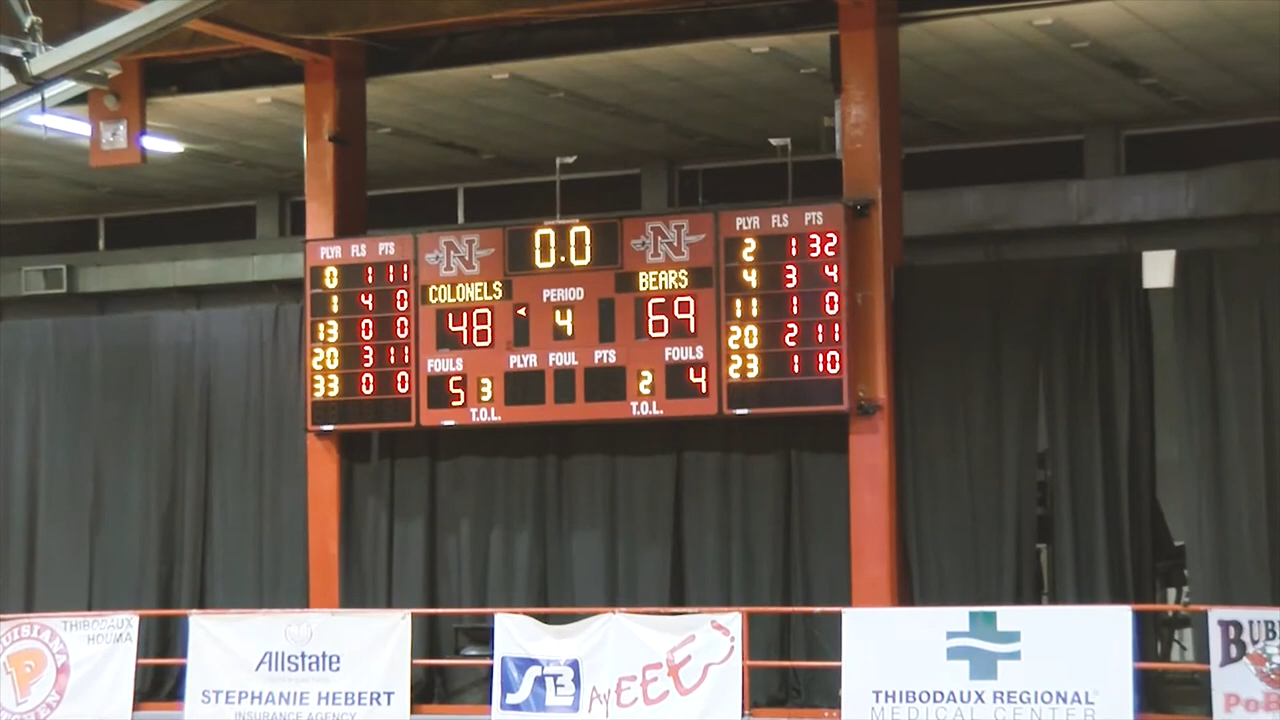 PLYR FLS PTS
0 1 11
1 4 0
13 0 0
20 3 11
33 0 0
N
0.0
N
COLONELS
PERIOD
BEARS
48
<
4
69
FOULS
PLYR FOUL PTS
FOULS
5
3
2
4
T.O.L.
T.O.L.
PLYR FLS PTS
2 1 32
4 3 4
11 1 0
20 2 11
23 1 10
THIBODAUX
HOUMA
P
Allstate
STEPHANIE HEBERT
INSURANCE AGENCY
SLB
AyEEE!
THIBODAUX REGIONAL
MEDICAL CENTER